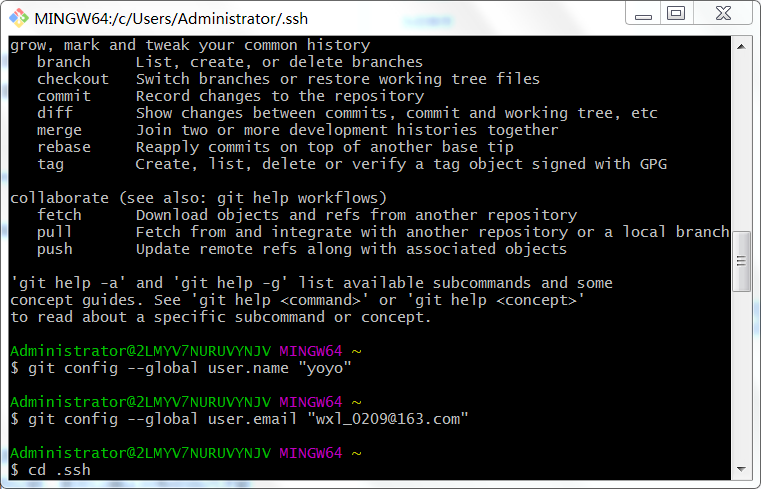 MINGW64:/c/Users/Administrator/.ssh
grow, mark and tweak your common history
   branch     List, create, or delete branches
   checkout   Switch branches or restore working tree files
   commit     Record changes to the repository
   diff       Show changes between commits, commit and working tree, etc
   merge      Join two or more development histories together
   rebase     Reapply commits on top of another base tip
   tag        Create, list, delete or verify a tag object signed with GPG

collaborate (see also: git help workflows)
   fetch      Download objects and refs from another repository
   pull       Fetch from and integrate with another repository or a local branch
   push       Update remote refs along with associated objects

'git help -a' and 'git help -g' list available subcommands and some
concept guides. See 'git help <command>' or 'git help <concept>'
to read about a specific subcommand or concept.

Administrator@2LMYV7NURUVYNJV MINGW64 ~
$ git config --global user.name "yoyo"

Administrator@2LMYV7NURUVYNJV MINGW64 ~
$ git config --global user.email "wxl_0209@163.com"

Administrator@2LMYV7NURUVYNJV MINGW64 ~
$ cd .ssh